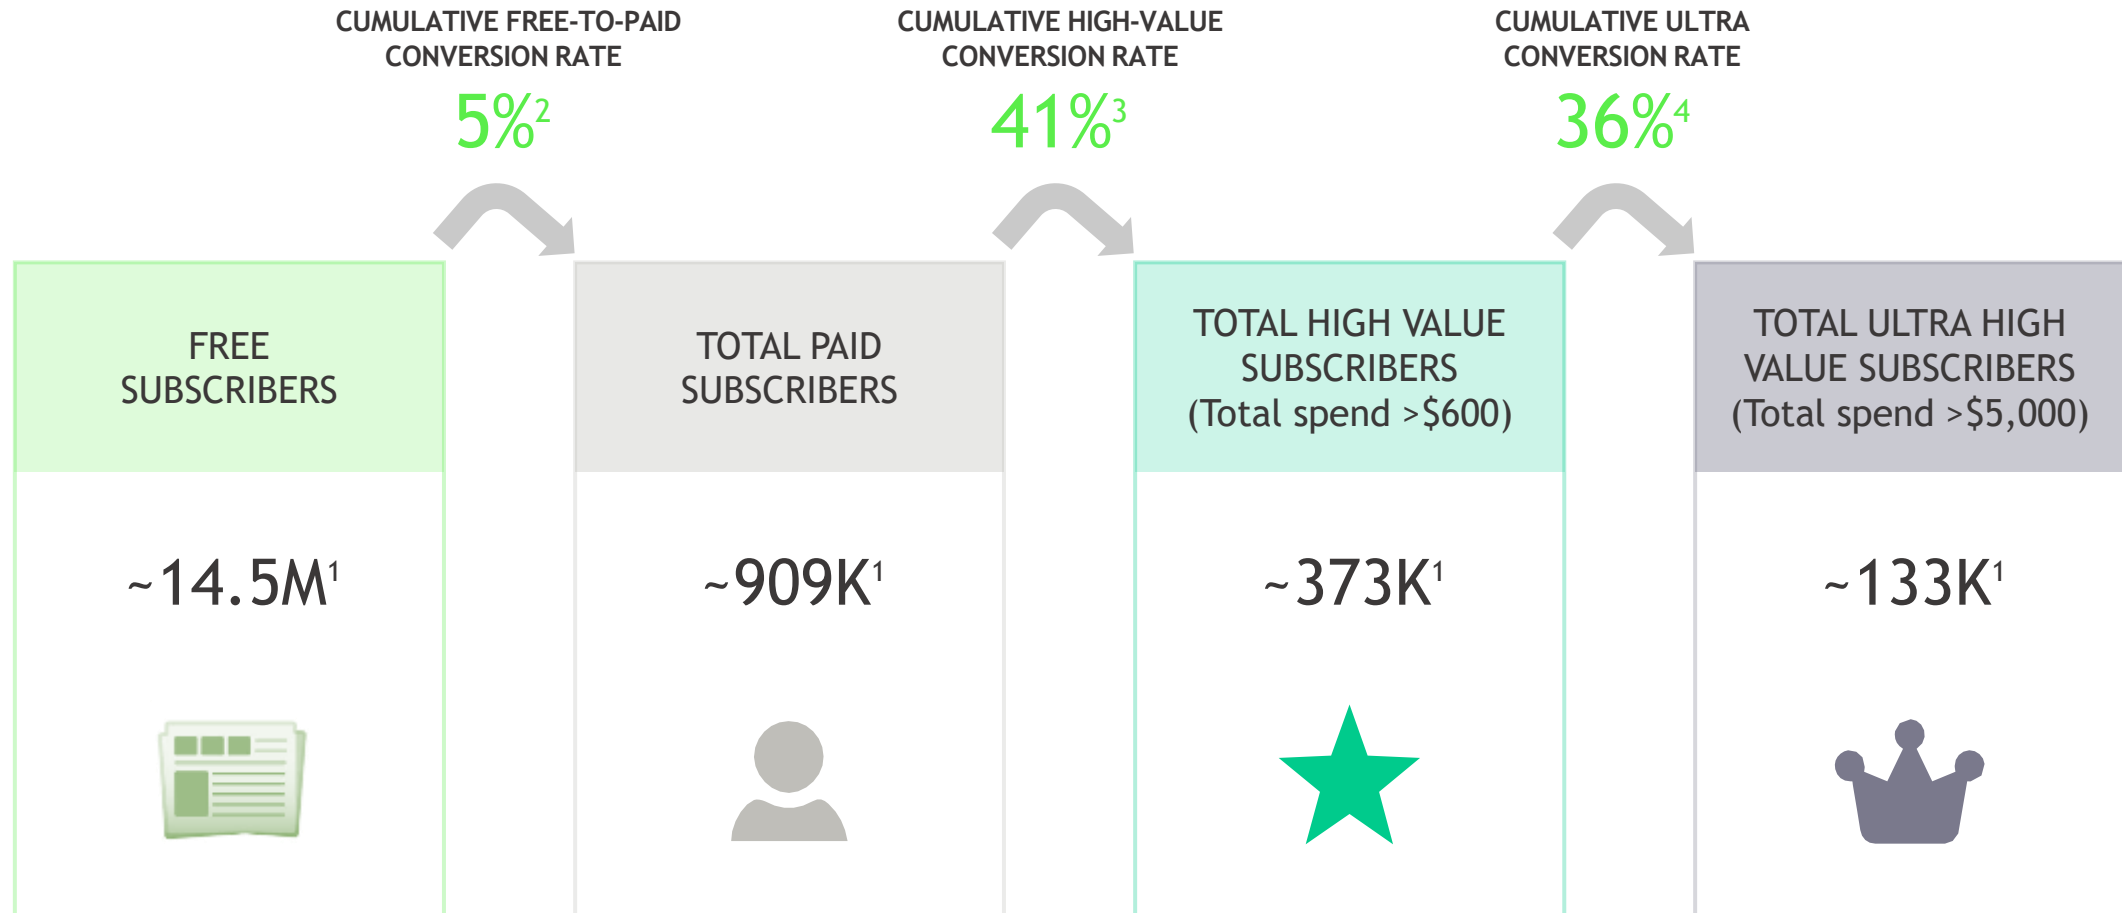 CUMULATIVE FREE-TO-PAID
CONVERSION RATE
5%²
CUMULATIVE HIGH-VALUE
CONVERSION RATE
41%³
CUMULATIVE ULTRA
CONVERSION RATE
36%⁴
FREE
SUBSCRIBERS
~14.5M¹
TOTAL PAID
SUBSCRIBERS
~909K¹
TOTAL HIGH VALUE
SUBSCRIBERS
(Total spend >$600)
~373K¹
TOTAL ULTRA HIGH
VALUE SUBSCRIBERS
(Total spend >$5,000)
~133K¹